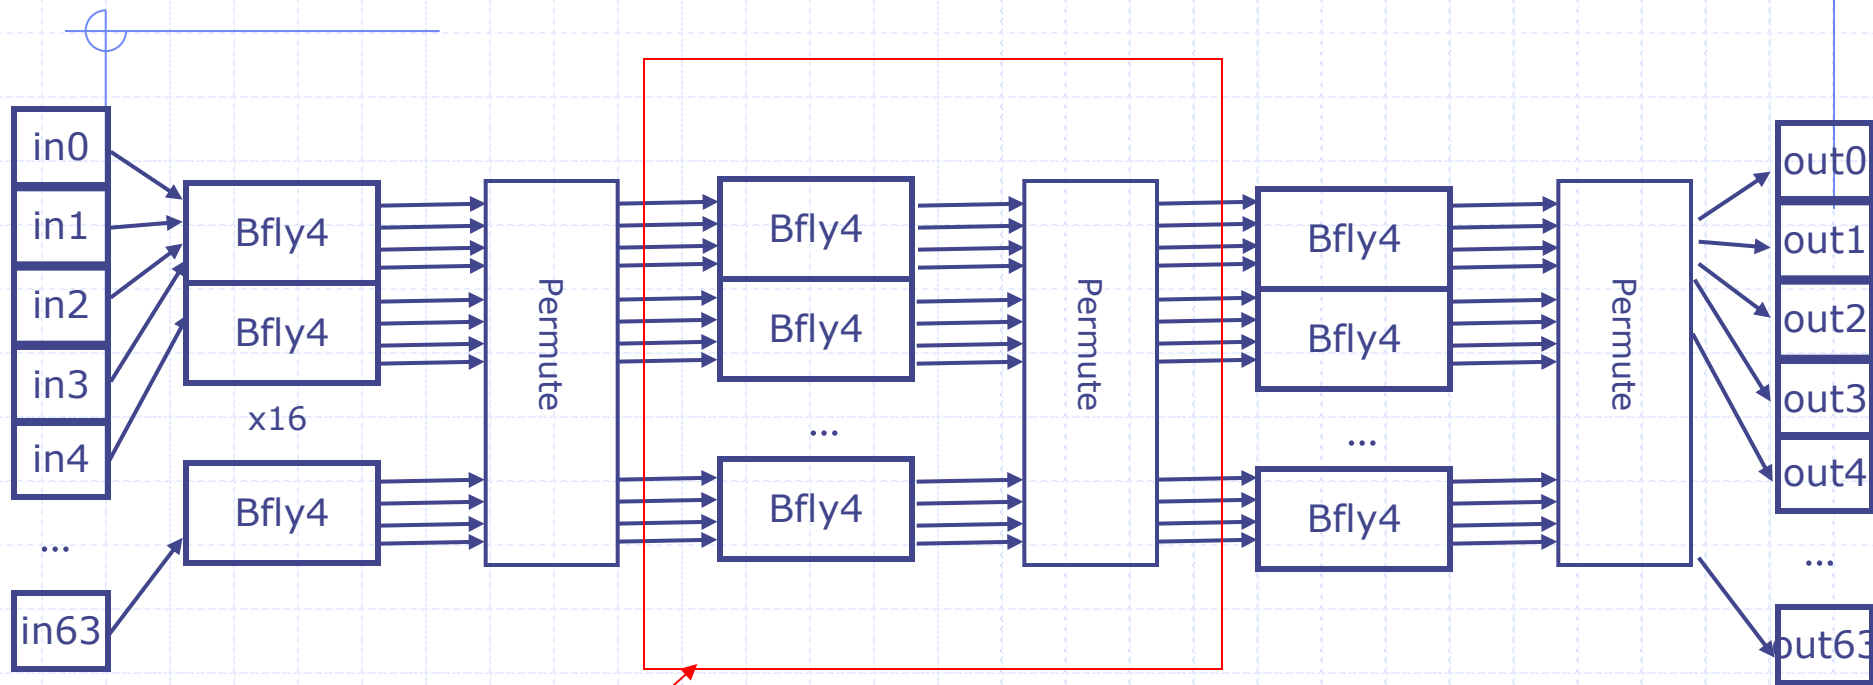 in0
in1
in2
in3
in4
...
in63
Bfly4
Bfly4
x16
Bfly4
Permute
Bfly4
Bfly4
...
Bfly4
Permute
Bfly4
Bfly4
...
Bfly4
Permute
out0
out1
out2
out3
out4
...
out63